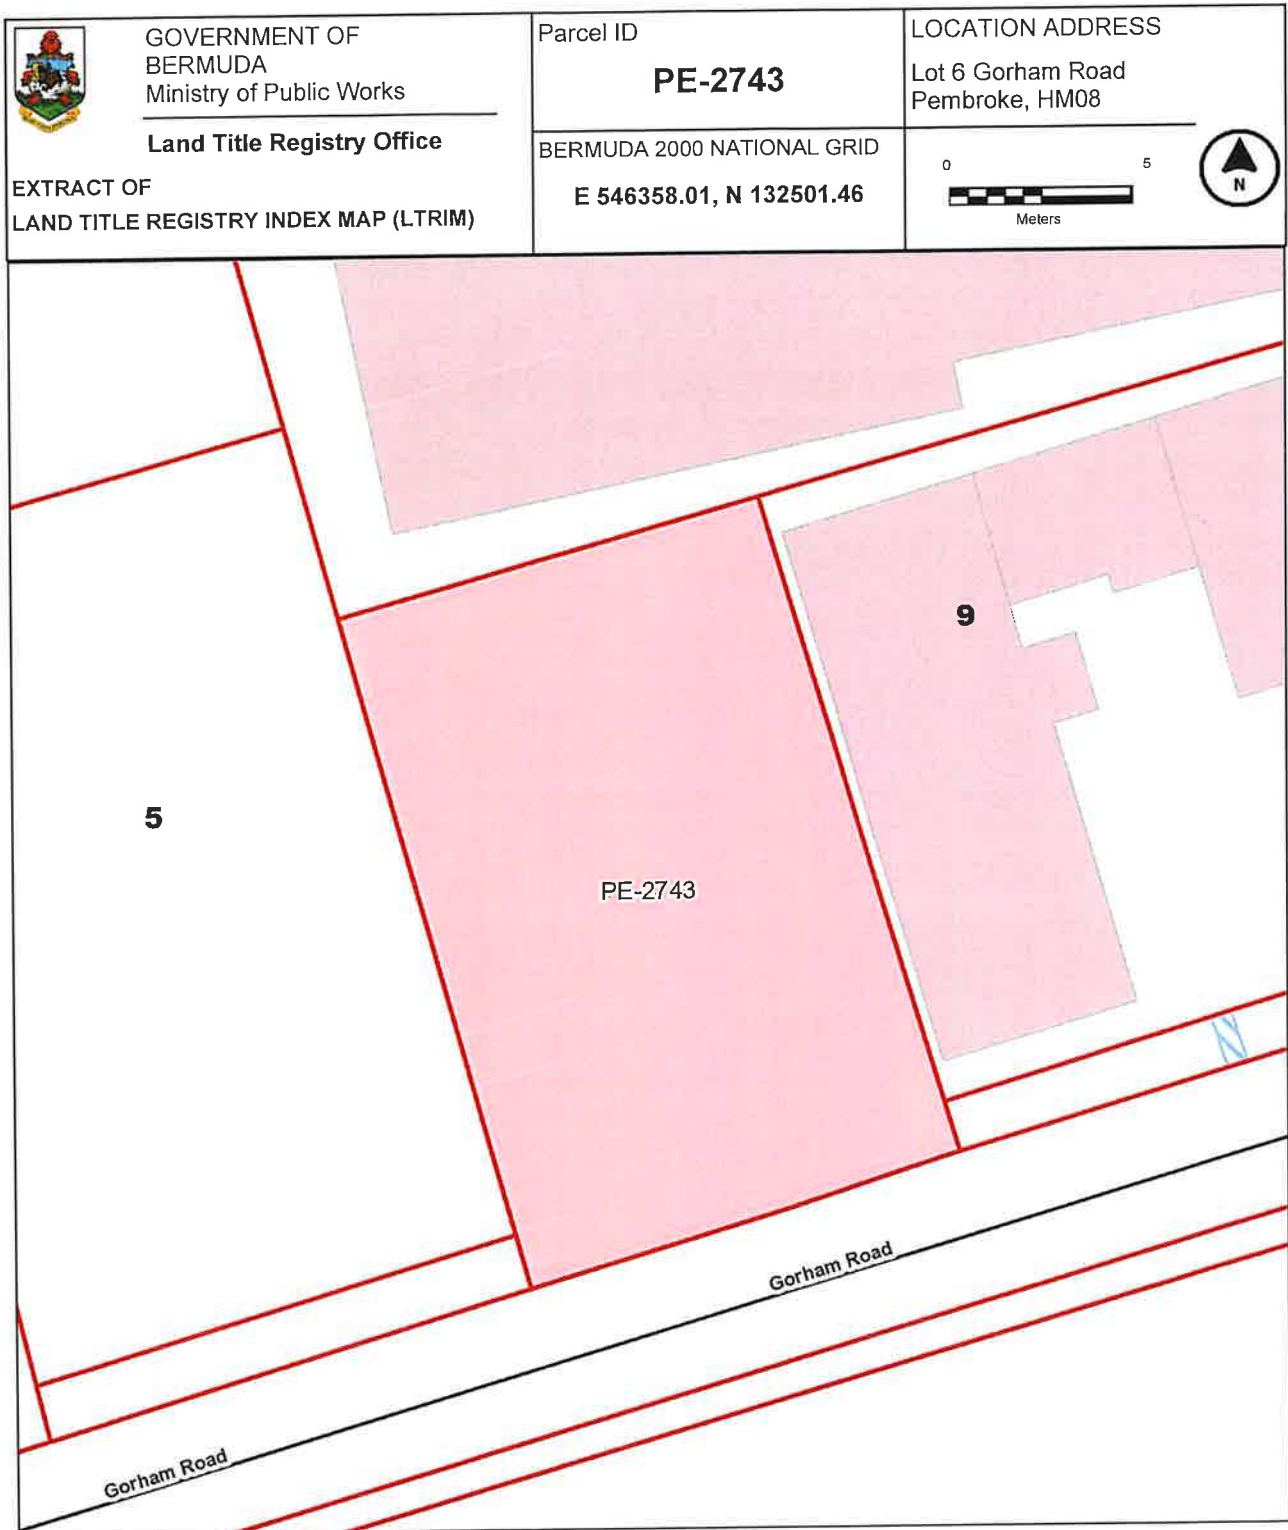 GOVERNMENT OF
BERMUDA
Ministry of Public Works
Land Title Registry Office
EXTRACT OF
LAND TITLE REGISTRY INDEX MAP (LTRIM)
Parcel ID
PE-2743
BERMUDA 2000 NATIONAL GRID
E 546358.01, N 132501.46
LOCATION ADDRESS
Lot 6 Gorham Road
Pembroke, HM08
0 5
Meters
N
9
5
PE-2743
Gorham Road
Gorham Road